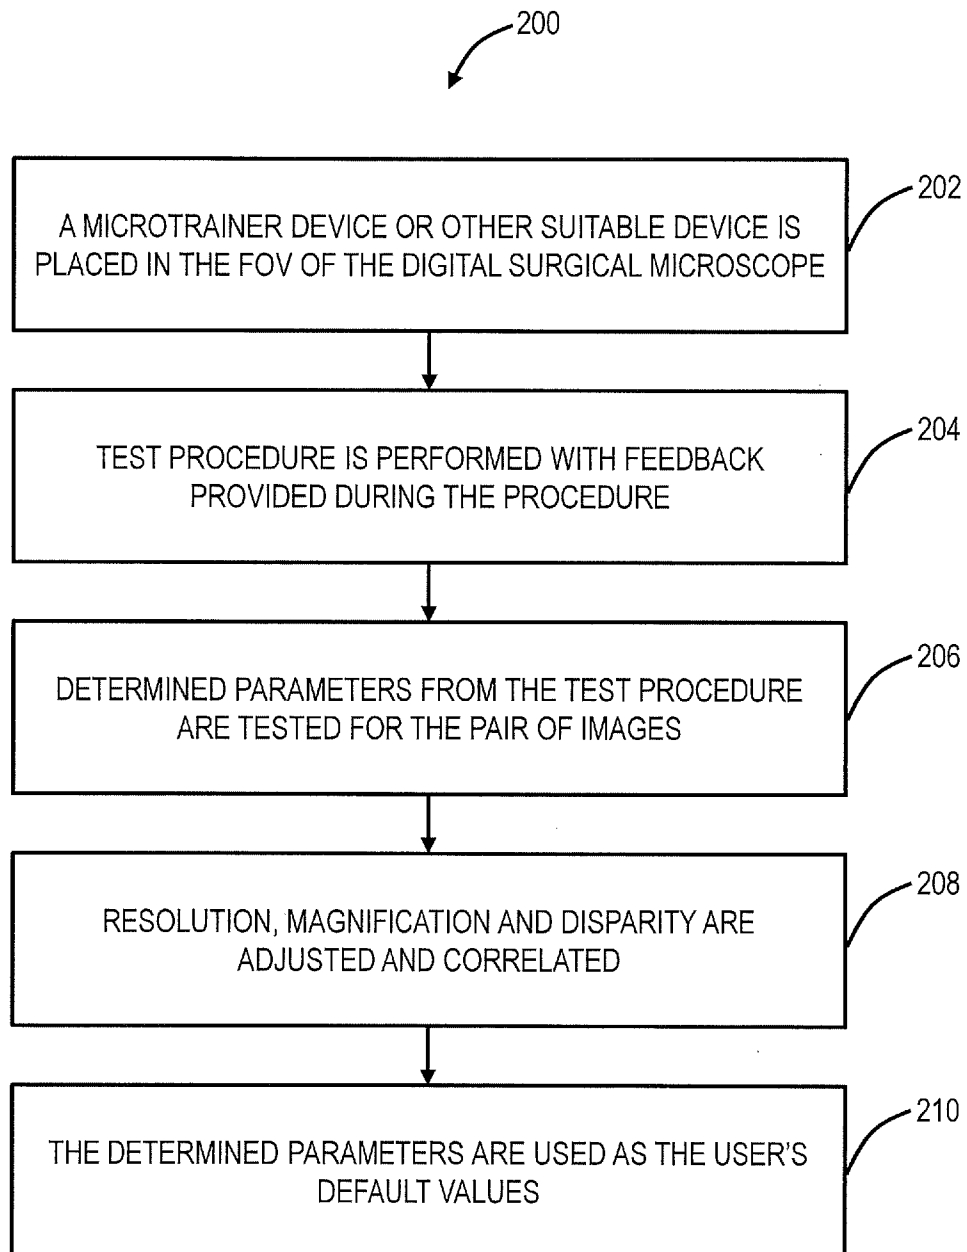 200
A MICROTRAINER DEVICE OR OTHER SUITABLE DEVICE IS
PLACED IN THE FOV OF THE DIGITAL SURGICAL MICROSCOPE
202
TEST PROCEDURE IS PERFORMED WITH FEEDBACK
PROVIDED DURING THE PROCEDURE
204
DETERMINED PARAMETERS FROM THE TEST PROCEDURE
ARE TESTED FOR THE PAIR OF IMAGES
206
RESOLUTION, MAGNIFICATION AND DISPARITY ARE
ADJUSTED AND CORRELATED
208
THE DETERMINED PARAMETERS ARE USED AS THE USER'S
DEFAULT VALUES
210